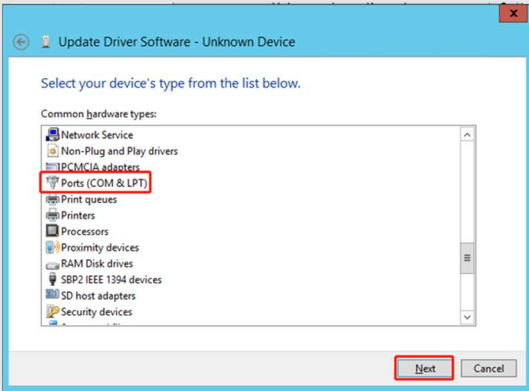 Update Driver Software - Unknown Device
Select your device's type from the list below.
Common hardware types:
Network Service
Non-Plug and Play drivers
PCMCIA adapters
Ports (COM & LPT)
Print queues
Printers
Processors
Proximity devices
RAM Disk drives
SBP2 IEEE 1394 devices
SD host adapters
Security devices
Next
Cancel